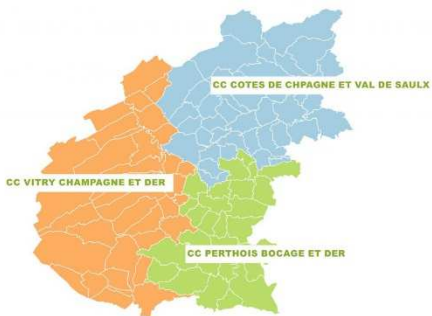 CC COTES DE CHPAGNE ET VAL DE SAULX
CC VITRY CHAMPAGNE ET DER
CC PERTHOIS BOCAGE ET DER